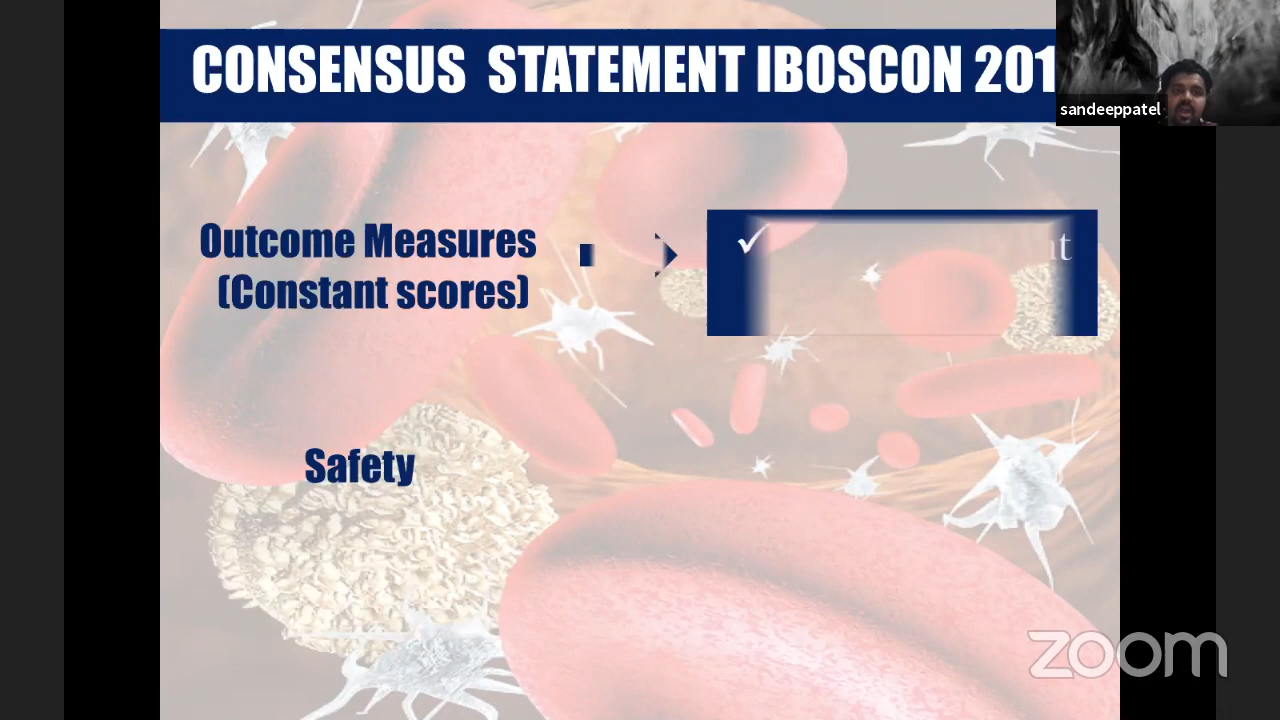 CONSENSUS STATEMENT IBOSCON 201
sandeeppatel
Outcome Measures
(Constant scores)
✓
Safety
zoom